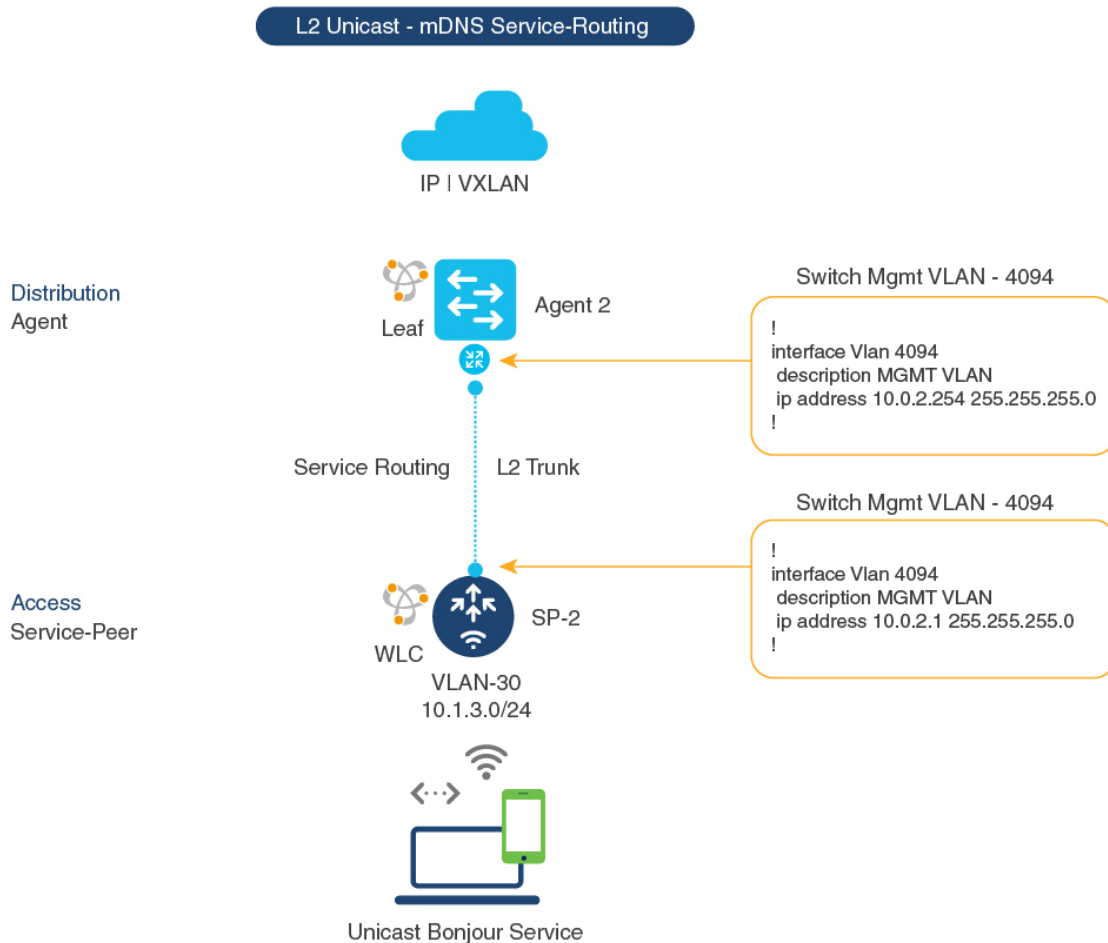 L2 Unicast - mDNS Service-Routing
IP | VXLAN
Distribution
Agent
Leaf
Agent 2
Switch Mgmt VLAN - 4094
!
interface Vlan 4094
description MGMT VLAN
ip address 10.0.2.254 255.255.255.0
!
Service Routing
L2 Trunk
Switch Mgmt VLAN - 4094
!
interface Vlan 4094
description MGMT VLAN
ip address 10.0.2.1 255.255.255.0
!
Access
Service-Peer
WLC
SP-2
VLAN-30
10.1.3.0/24
Unicast Bonjour Service